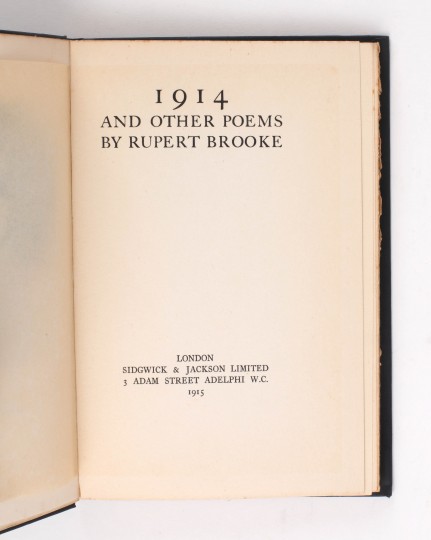 1914
AND OTHER POEMS
BY RUPERT BROOKE
LONDON
SIDGWICK & JACKSON LIMITED
3 ADAM STREET ADELPHI W.C.
1915